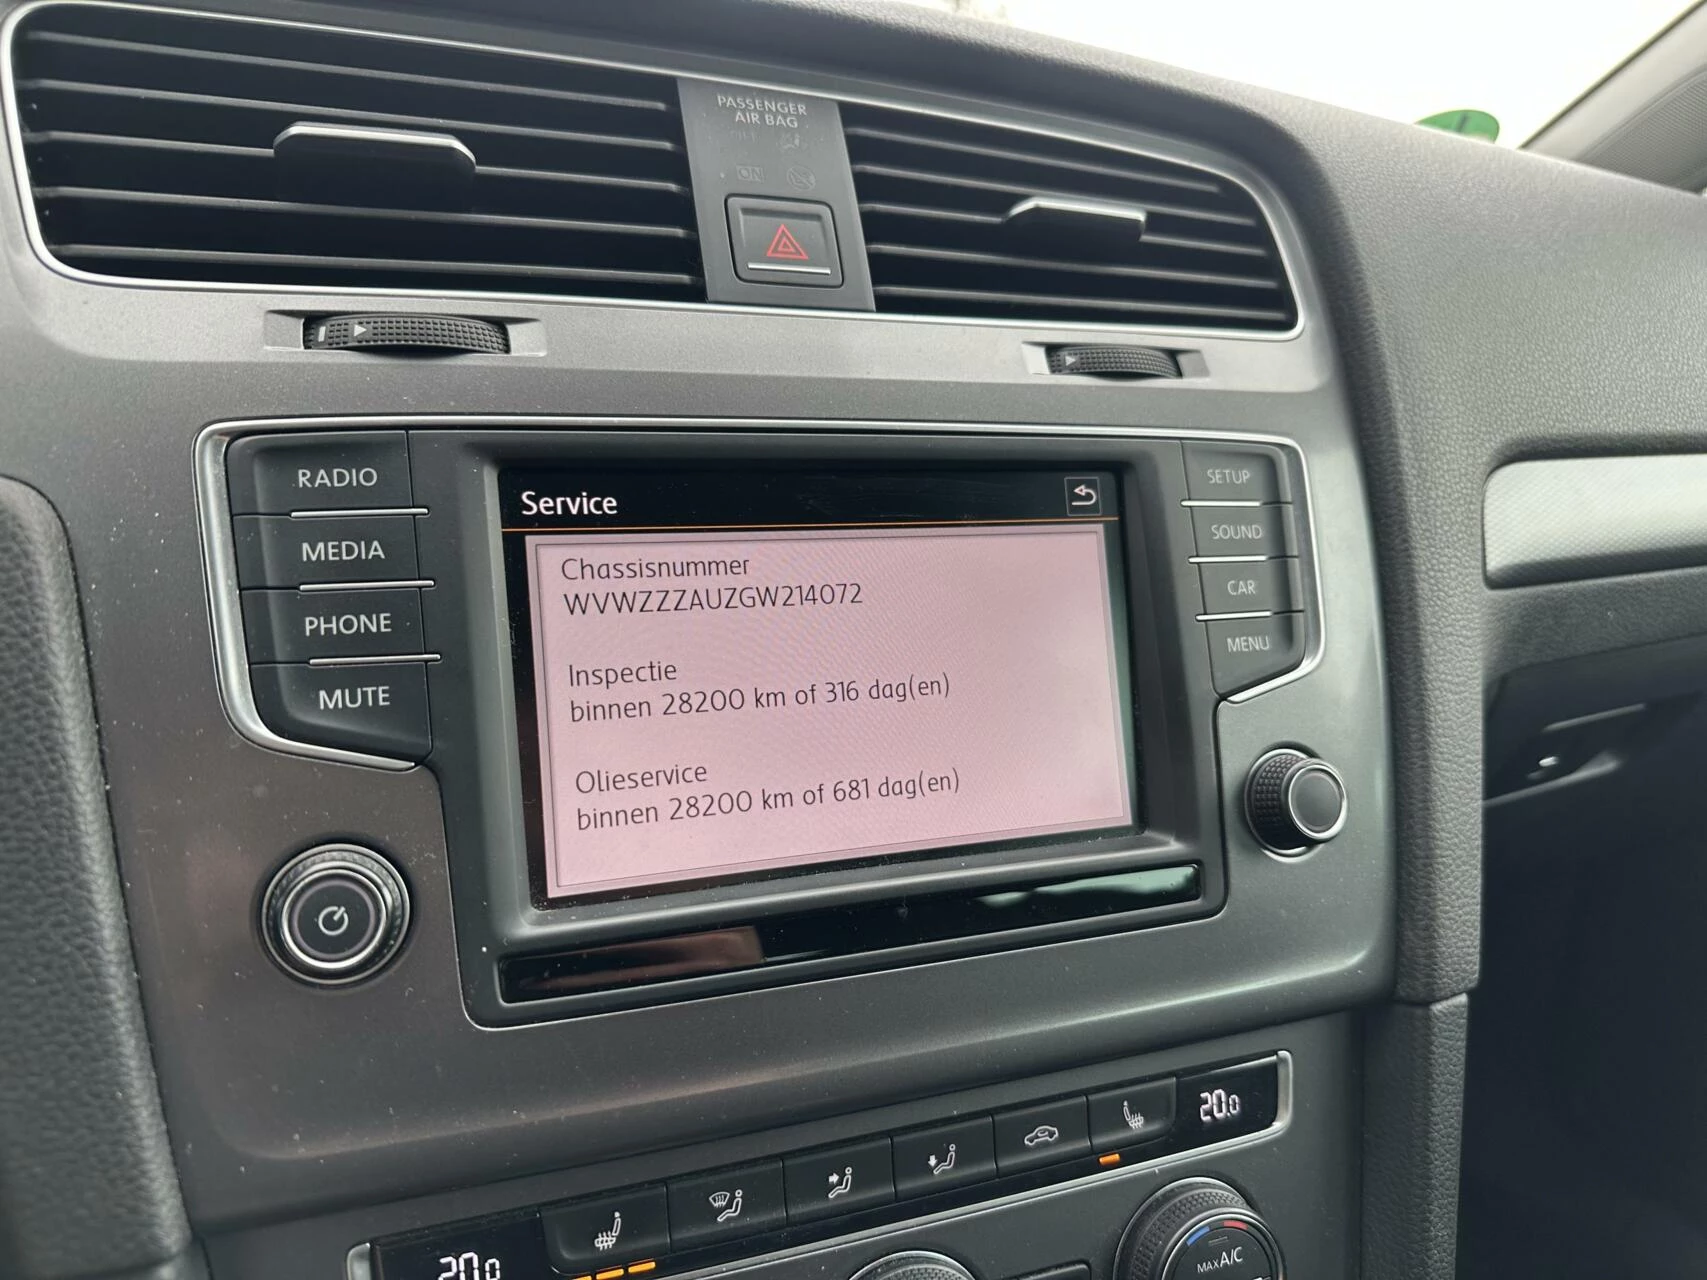 PASSENGER
AIR BAG
OFF
ON
RADIO
MEDIA
PHONE
MUTE
SETUP
SOUND
CAR
MENU
Service
Chassisnummer
WVWZZZAUZGW214072
Inspectie
binnen 28200 km of 316 dag(en)
Olieservice
binnen 28200 km of 681 dag(en)
20.0
20.0
MAX A/C